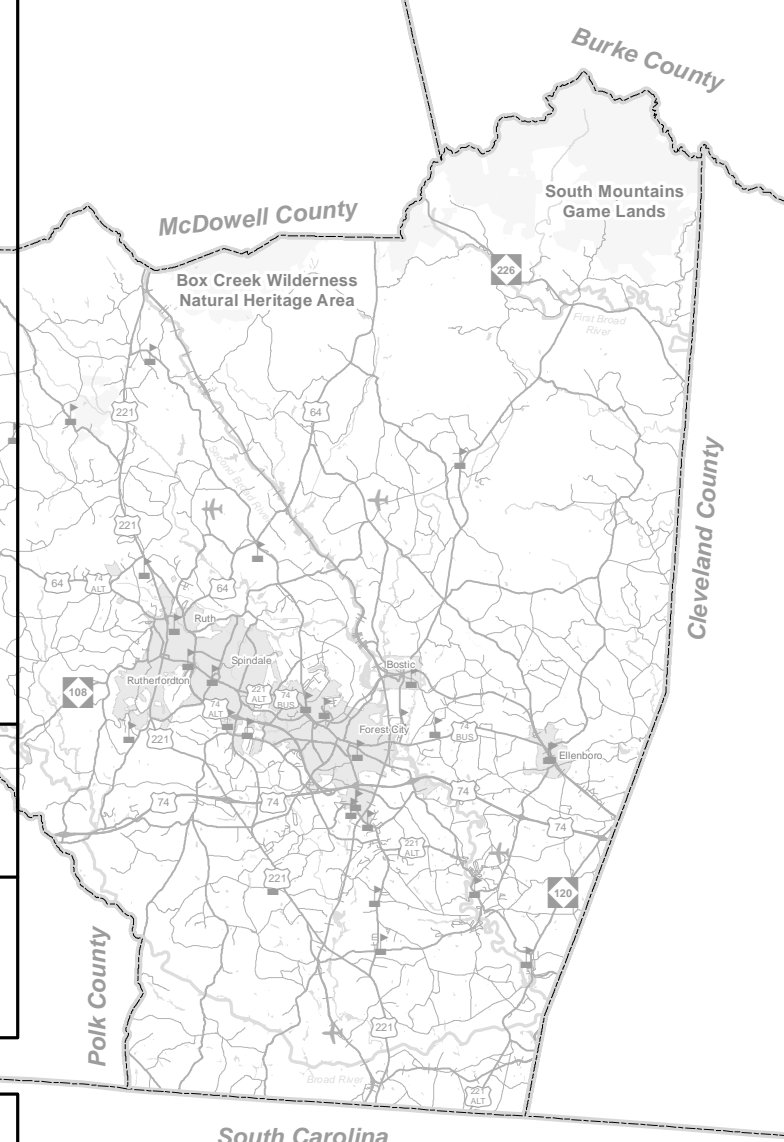 Burke County
South Mountains
Game Lands
McDowell County
226
Box Creek Wilderness
Natural Heritage Area
First Broad
River
221
64
Cleveland County
Second Broad River
221
64
74
ALT
64
Ruth
Spindale
Bostic
Rutherfordton
108
221
ALT
74
BUS
74
ALT
Forest City
74
BUS
221
Ellenboro
74
74
74
74
221
ALT
221
120
Polk County
221
Broad River
221
ALT
South Carolina